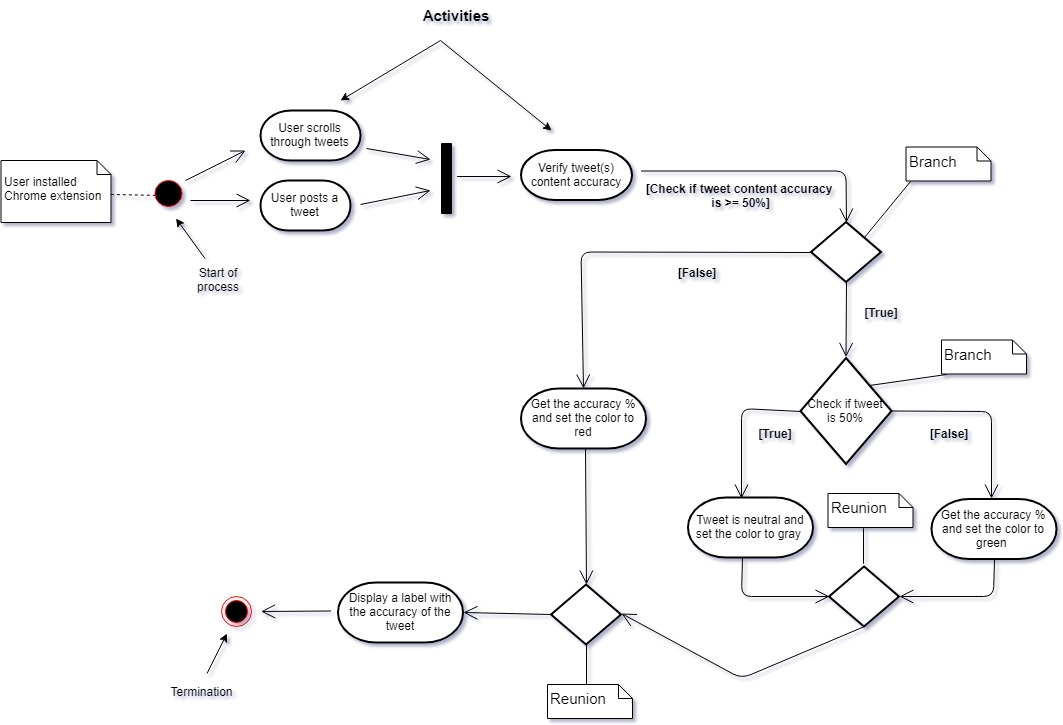 Activities
User scrolls
through tweets
User installed
Chrome extension
User posts a
tweet
Start of
process
Verify tweet(s)
content accuracy
[Check if tweet content accuracy
is >= 50%]
Branch
[False]
[True]
Branch
Check if tweet
is 50%
[True]
[False]
Get the accuracy %
and set the color to
red
Tweet is neutral and
set the color to gray
Reunion
Get the accuracy %
and set the color to
green
Display a label with
the accuracy of the
tweet
Termination
Reunion